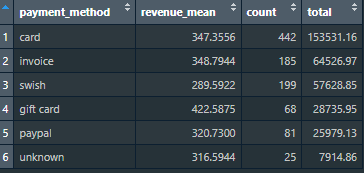 payment_method revenue_mean count total
1 card 347.3556 442 153531.16
2 invoice 348.7944 185 64526.97
3 swish 289.5922 199 57628.85
4 gift card 422.5875 68 28735.95
5 paypal 320.7300 81 25979.13
6 unknown 316.5944 25 7914.86